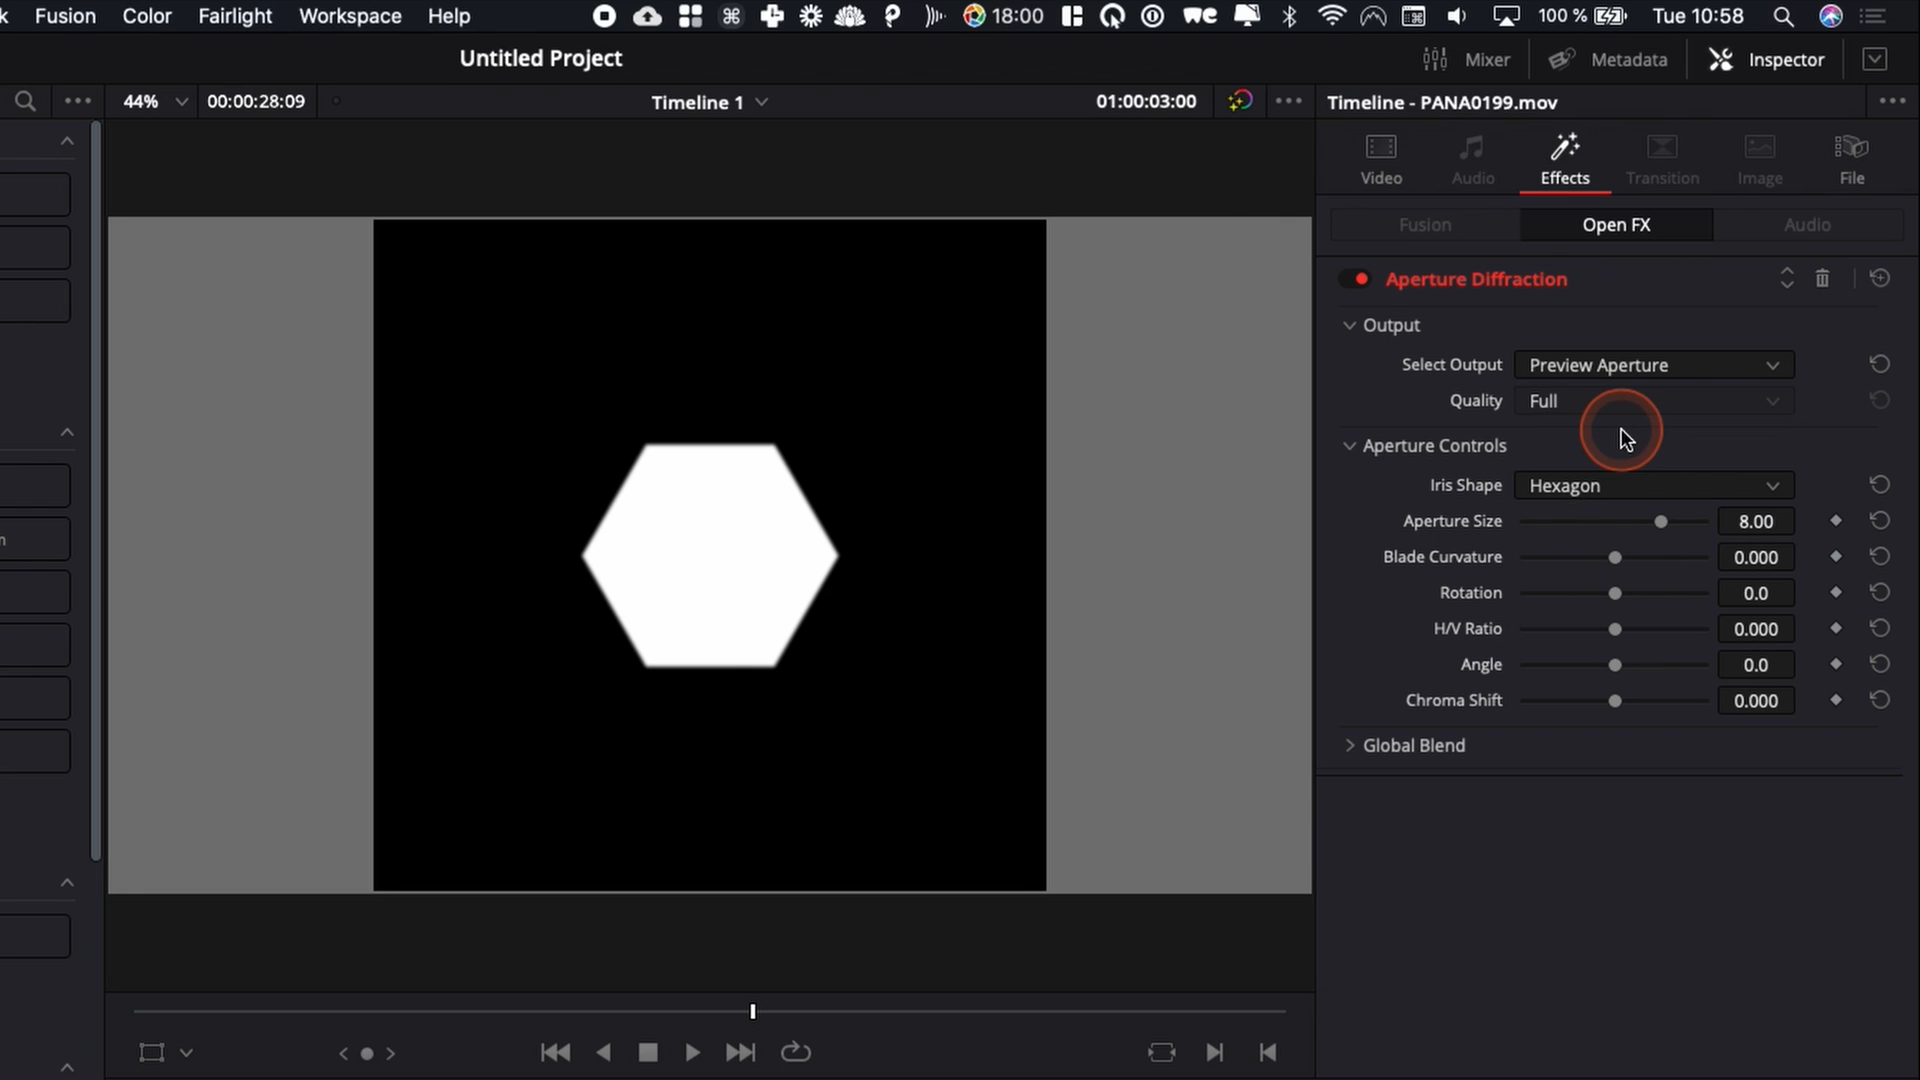 Fusion Color Fairlight Workspace Help 18:00 100 % Tue 10:58
Untitled Project
Mixer Metadata Inspector
44% 00:00:28:09 Timeline 1 01:00:03:00 Timeline - PANA0199.mov
Video Audio Effects Transition Image File
Fusion Open FX Audio
Aperture Diffraction
Output
Select Output Preview Aperture
Quality Full
Aperture Controls
Iris Shape Hexagon
Aperture Size 8.00
Blade Curvature 0.000
Rotation 0.0
H/V Ratio 0.000
Angle 0.0
Chroma Shift 0.000
Global Blend